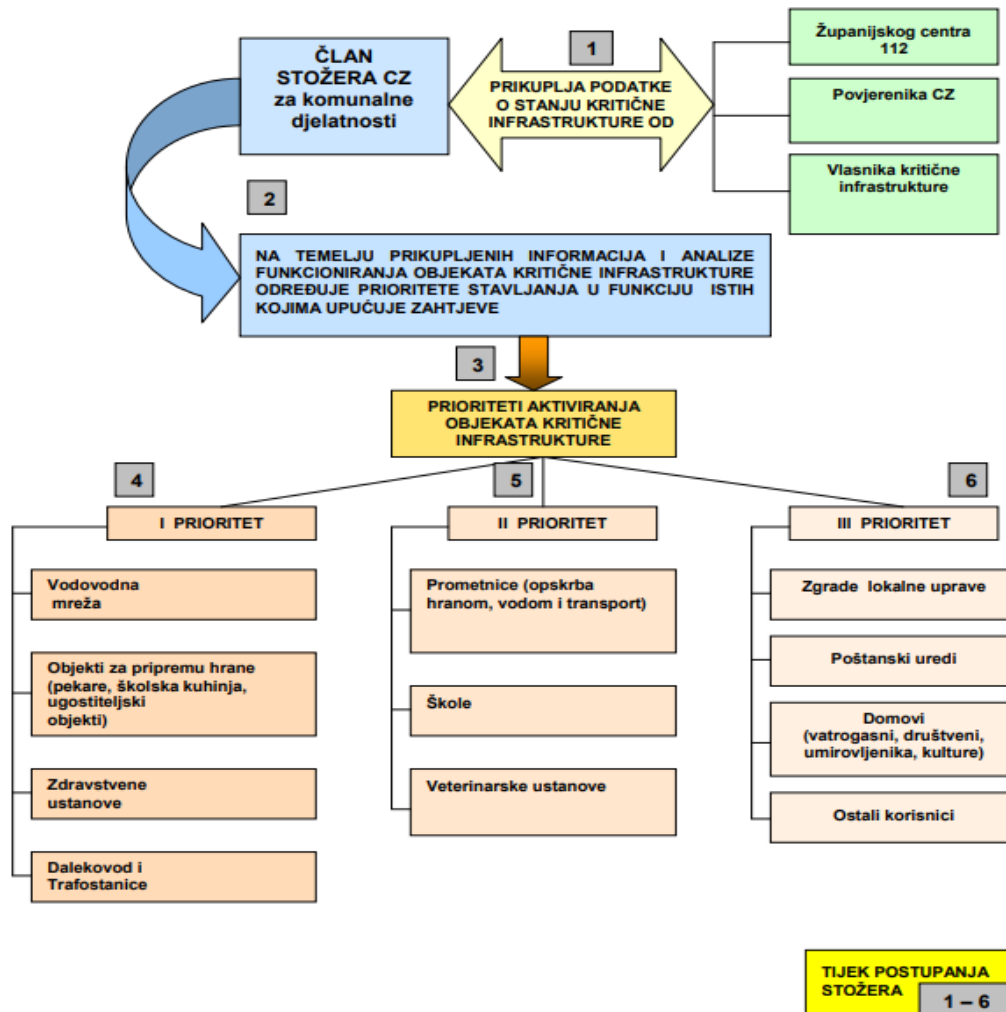 ČLAN
STOŽERA CZ
za komunalne
djelatnosti
1
PRIKUPLJA PODATKE
O STANJU KRITIČNE
INFRASTRUKTURE OD
Županijskog centra
112
Povjerenika CZ
Vlasnika kritične
infrastrukture
2
NA TEMELJU PRIKUPLJENIH INFORMACIJA I ANALIZE
FUNKCIONIRANJA OBJEKATA KRITIČNE INFRASTRUKTURE
ODREĐUJE PRIORITETE STAVLJANJA U FUNKCIJU ISTIH
KOJIMA UPUĆUJE ZAHTJEVE
3
PRIORITETI AKTIVIRANJA
OBJEKATA KRITIČNE
INFRASTRUKTURE
4
I PRIORITET
Vodovodna
mreža
Objekti za pripremu hrane
(pekare, školska kuhinja,
ugostiteljski
objekti)
Zdravstvene
ustanove
Dalekovod i
Trafostanice
5
II PRIORITET
Prometnice (opskrba
hranom, vodom i transport)
Škole
Veterinarske ustanove
6
III PRIORITET
Zgrade lokalne uprave
Poštanski uredi
Domovi
(vatrogasni, društveni,
umirovljenika, kulture)
Ostali korisnici
TIJEK POSTUPANJA
STOŽERA
1 – 6